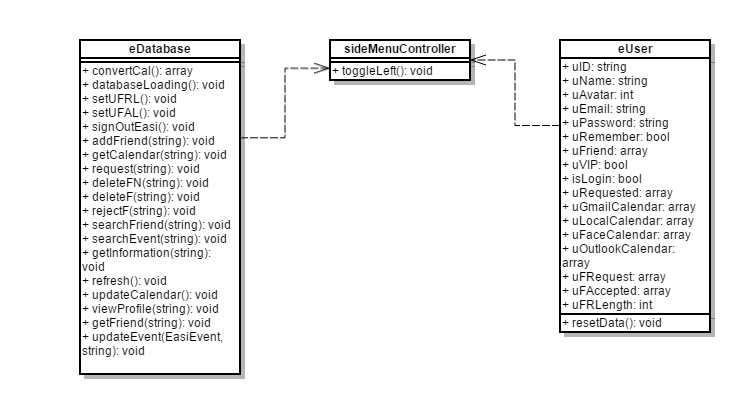 eDatabase
+ convertCal(): array
+ databaseLoading(): void
+ setUFRL(): void
+ setUFAL(): void
+ signOutEasi(): void
+ addFriend(string): void
+ getCalendar(string): void
+ request(string): void
+ deleteFN(string): void
+ deleteF(string): void
+ rejectF(string): void
+ searchFriend(string): void
+ searchEvent(string): void
+ getInformation(string):
void
+ refresh(): void
+ updateCalendar(): void
+ viewProfile(string): void
+ getFriend(string): void
+ updateEvent(EasiEvent,
string): void
sideMenuController
+ toggleLeft(): void
eUser
+ uID: string
+ uName: string
+ uAvatar: int
+ uEmail: string
+ uPassword: string
+ uRemember: bool
+ uFriend: array
+ uVIP: bool
+ isLogin: bool
+ uRequested: array
+ uGmailCalendar: array
+ uLocalCalendar: array
+ uFaceCalendar: array
+ uOutlookCalendar:
array
+ uFRequest: array
+ uFAccepted: array
+ uFRLength: int
+ resetData(): void